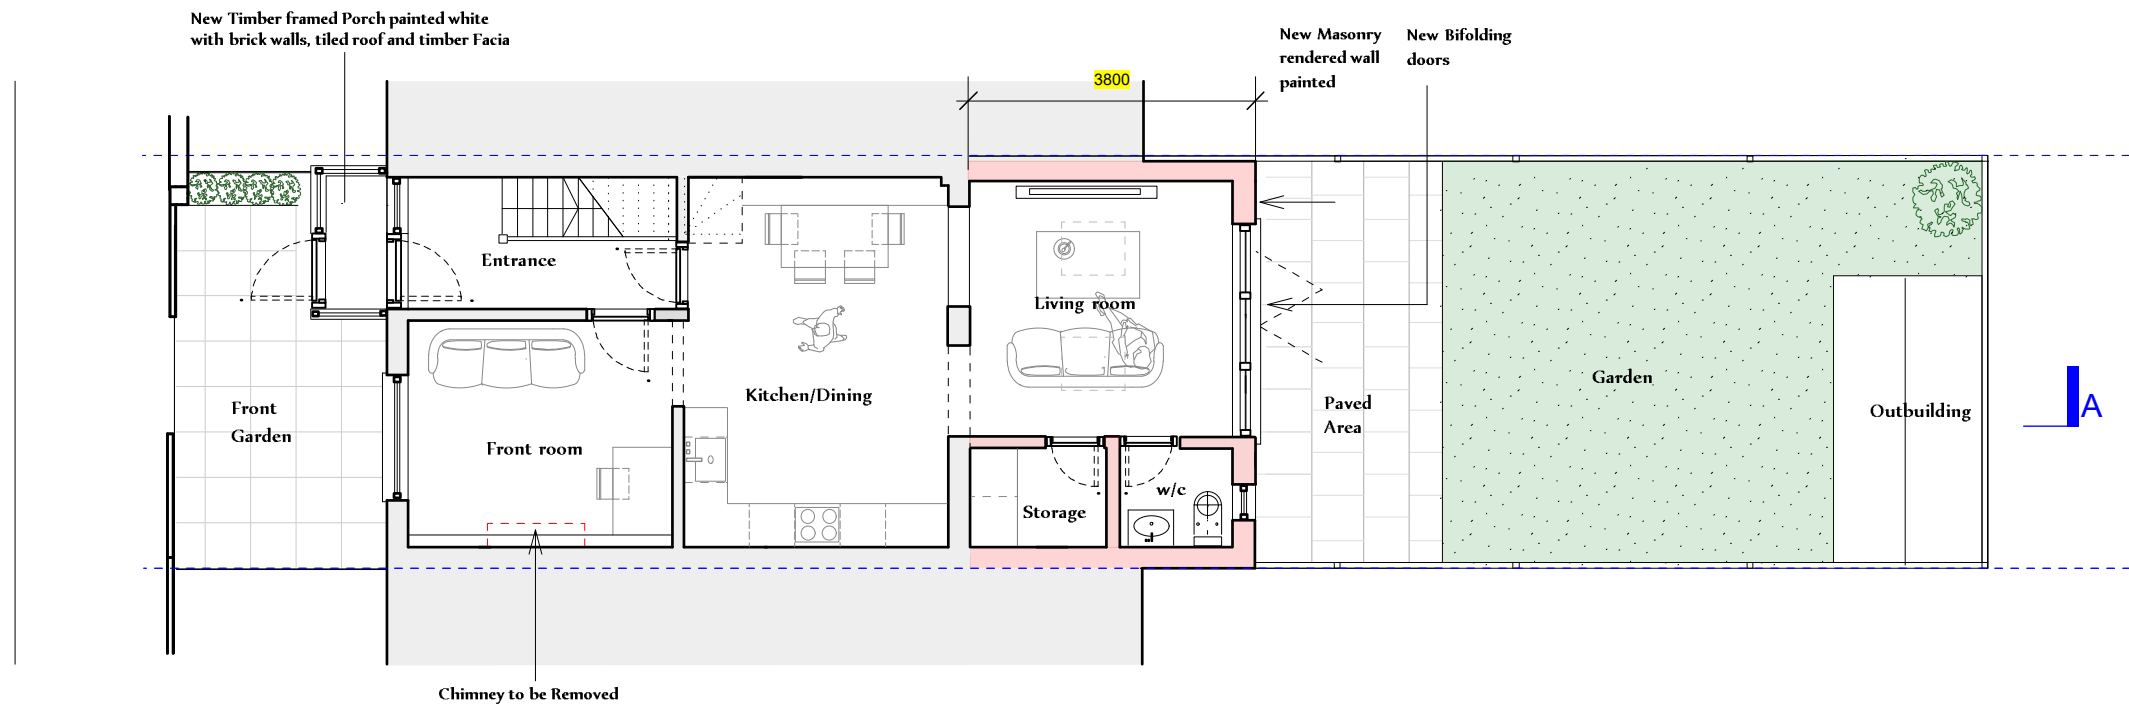 New Timber framed Porch painted white
with brick walls, tiled roof and timber Facia
New Masonry
rendered wall
painted
New Bifolding
doors
3800
Entrance
Living room
Kitchen/Dining
Garden
Front
Garden
Paved
Area
Outbuilding
A
Front room
w/c
Storage
Chimney to be Removed